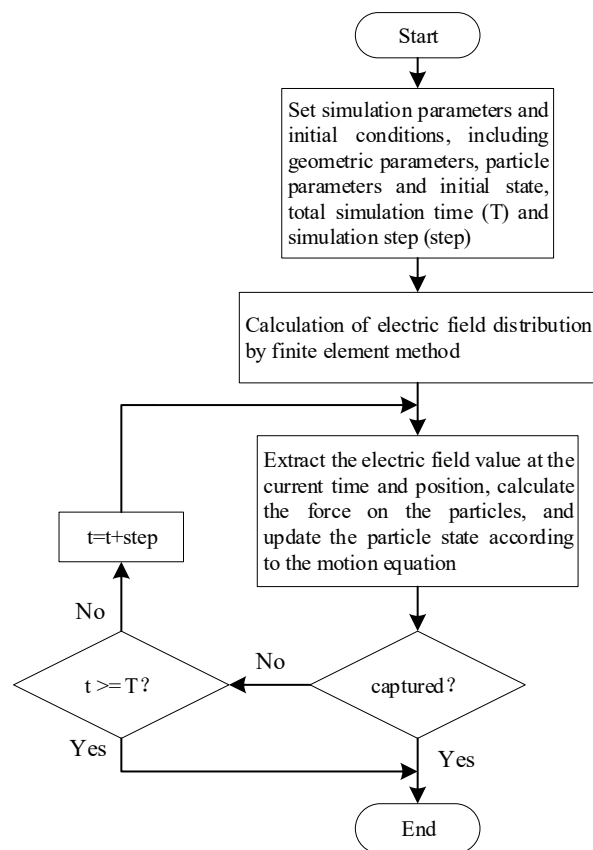 Start
Set simulation parameters and
initial conditions, including
geometric parameters, particle
parameters and initial state,
total simulation time (T) and
simulation step (step)
Calculation of electric field distribution
by finite element method
Extract the electric field value at the
current time and position, calculate
the force on the particles, and
update the particle state according
to the motion equation
t=t+step
No
t >= T?
No
captured?
Yes
Yes
End